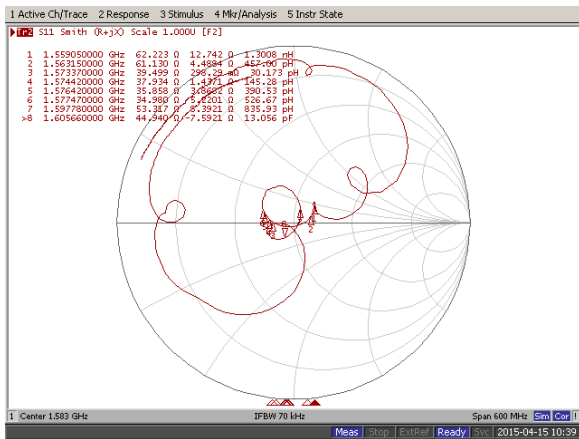 1 Active Ch/Trace 2 Response 3 Stimulus 4 Mkr/Analysis 5 Instr State
Tr2 S11 Smith (R+jX) Scale 1.000U [F2]
1 1.559050000 GHz 62.223 Ω 12.742 Ω 1.3008 nH
2 1.563150000 GHz 61.130 Ω 4.4884 Ω 457.00 pH
3 1.573370000 GHz 39.499 Ω 298.29 mΩ 30.173 pH
4 1.574420000 GHz 37.934 Ω 1.4371 Ω 145.28 pH
5 1.576420000 GHz 35.858 Ω 3.8682 Ω 390.53 pH
6 1.577470000 GHz 34.980 Ω 5.2201 Ω 526.67 pH
7 1.597780000 GHz 53.317 Ω 8.3921 Ω 835.93 pH
>8 1.605660000 GHz 44.940 Ω -7.5921 Ω 13.056 pF
1 Center 1.583 GHz IFBW 70 kHz Span 600 MHz Sim Cor !
Meas Stop ExtRef Ready Svc 2015-04-15 10:39